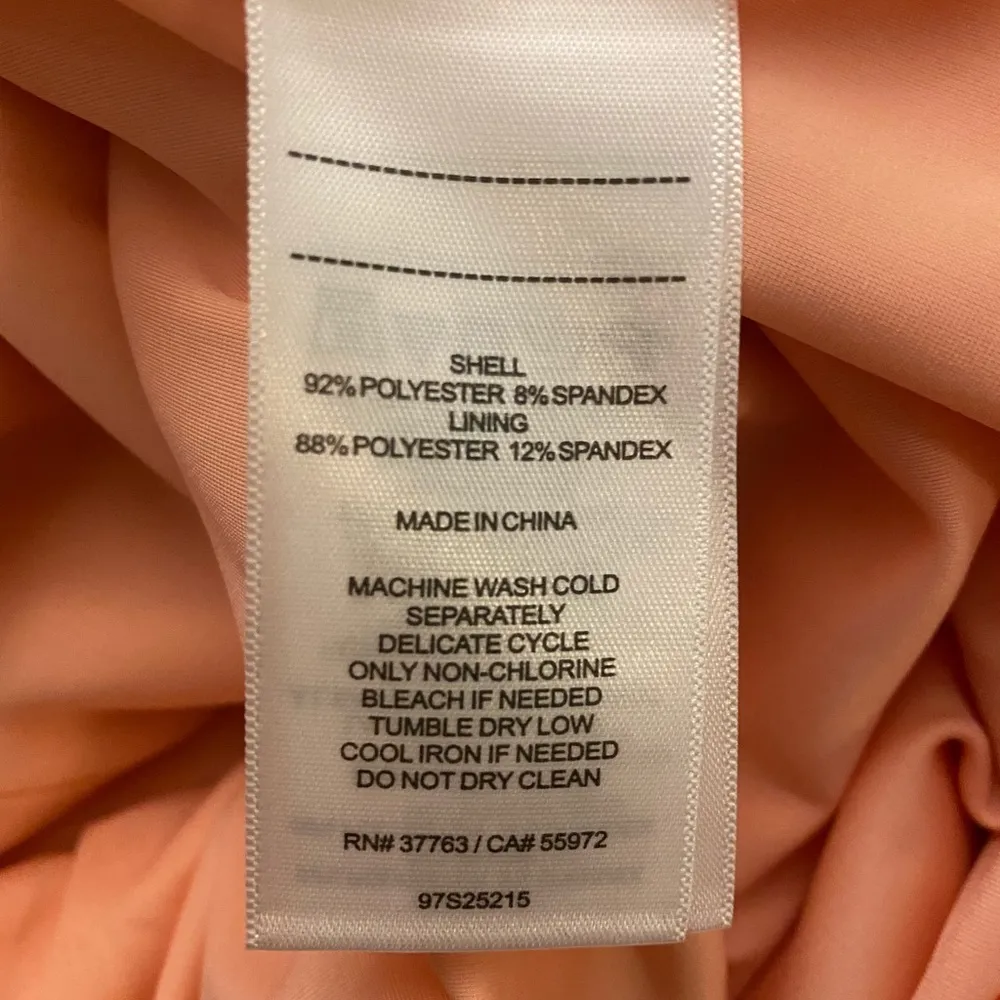 SHELL
92% POLYESTER 8% SPANDEX
LINING
88% POLYESTER 12% SPANDEX
MADE IN CHINA
MACHINE WASH COLD
SEPARATELY
DELICATE CYCLE
ONLY NON-CHLORINE
BLEACH IF NEEDED
TUMBLE DRY LOW
COOL IRON IF NEEDED
DO NOT DRY CLEAN
RN# 37763 / CA# 55972
97S25215